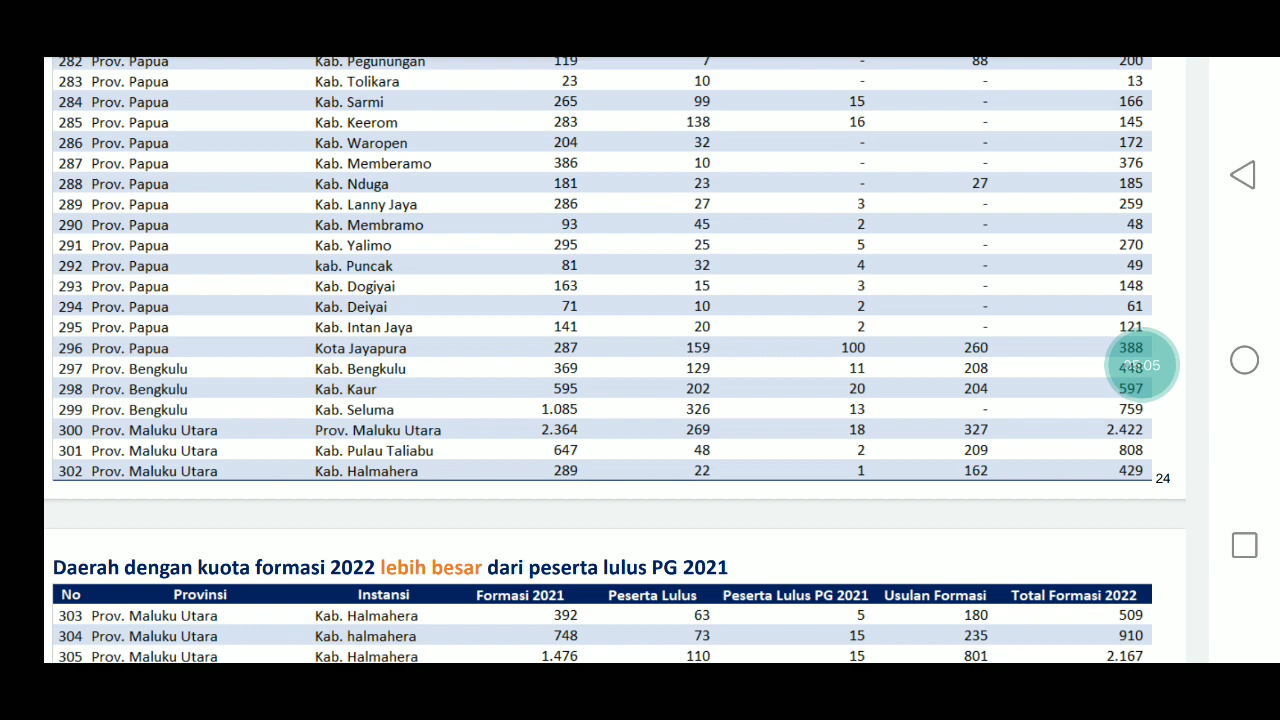 282 Prov. Papua Kab. Pegunungan 119 7 - 88 200
283 Prov. Papua Kab. Tolikara 23 10 - - 13
284 Prov. Papua Kab. Sarmi 265 99 15 - 166
285 Prov. Papua Kab. Keerom 283 138 16 - 145
286 Prov. Papua Kab. Waropen 204 32 - - 172
287 Prov. Papua Kab. Memberamo 386 10 - - 376
288 Prov. Papua Kab. Nduga 181 23 - 27 185
289 Prov. Papua Kab. Lanny Jaya 286 27 3 - 259
290 Prov. Papua Kab. Membramo 93 45 2 - 48
291 Prov. Papua Kab. Yalimo 295 25 5 - 270
292 Prov. Papua kab. Puncak 81 32 4 - 49
293 Prov. Papua Kab. Dogiyai 163 15 3 - 148
294 Prov. Papua Kab. Deiyai 71 10 2 - 61
295 Prov. Papua Kab. Intan Jaya 141 20 2 - 121
296 Prov. Papua Kota Jayapura 287 159 100 260 388
297 Prov. Bengkulu Kab. Bengkulu 369 129 11 208
298 Prov. Bengkulu Kab. Kaur 595 202 20 204 597
299 Prov. Bengkulu Kab. Seluma 1.085 326 13 - 759
300 Prov. Maluku Utara Prov. Maluku Utara 2.364 269 18 327 2.422
301 Prov. Maluku Utara Kab. Pulau Taliabu 647 48 2 209 808
302 Prov. Maluku Utara Kab. Halmahera 289 22 1 162 429
24
Daerah dengan kuota formasi 2022 lebih besar dari peserta lulus PG 2021
No Provinsi Instansi Formasi 2021 Peserta Lulus Peserta Lulus PG 2021 Usulan Formasi Total Formasi 2022
303 Prov. Maluku Utara Kab. Halmahera 392 63 5 180 509
304 Prov. Maluku Utara Kab. halmahera 748 73 15 235 910
305 Prov. Maluku Utara Kab. Halmahera 1.476 110 15 801 2.167